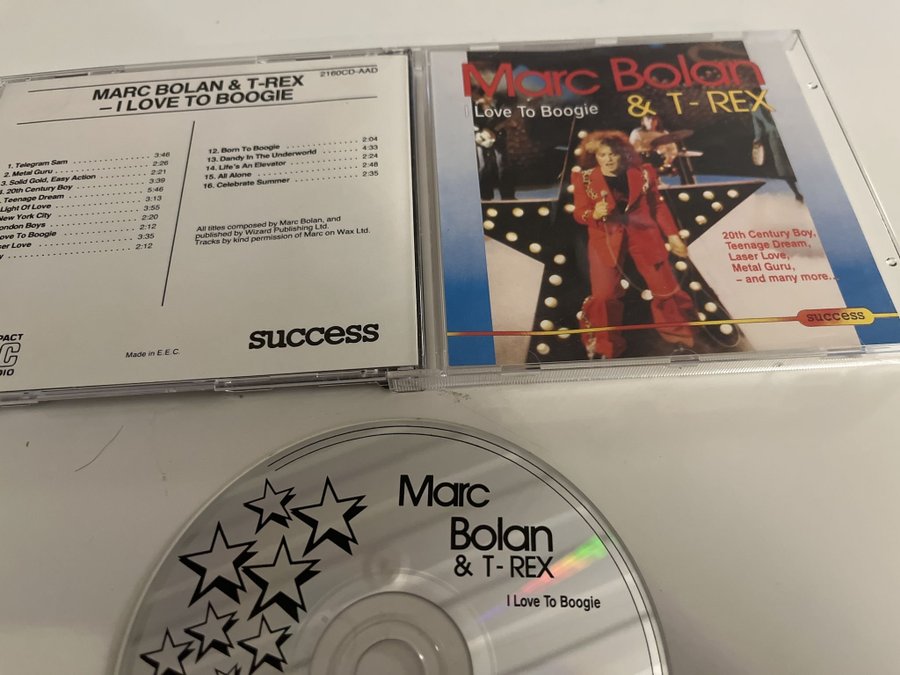 2160CD-AAD
MARC BOLAN & T-REX
– I LOVE TO BOOGIE
1. Telegram Sam 3:46
2. Metal Guru 2:26
3. Solid Gold, Easy Action 2:21
20th Century Boy 3:39
Teenage Dream 5:46
Light Of Love 3:13
New York City 3:55
London Boys 2:20
Love To Boogie 2:12
ser Love 3:35
y 2:12
12. Born To Boogie 2:04
13. Dandy In The Underworld 4:33
14. Life's An Elevator 2:24
15. All Alone 2:48
16. Celebrate Summer 2:35
All titles composed by Marc Bolan, and
published by Wizard Publishing Ltd.
Tracks by kind permission of Marc on Wax Ltd.
PACT
DIO
Made in E.E.C.
success
Marc Bolan
I Love To Boogie
& T-REX
20th Century Boy,
Teenage Dream,
Laser Love,
Metal Guru,
– and many more...
success
Marc
Bolan
& T-REX
I Love To Boogie